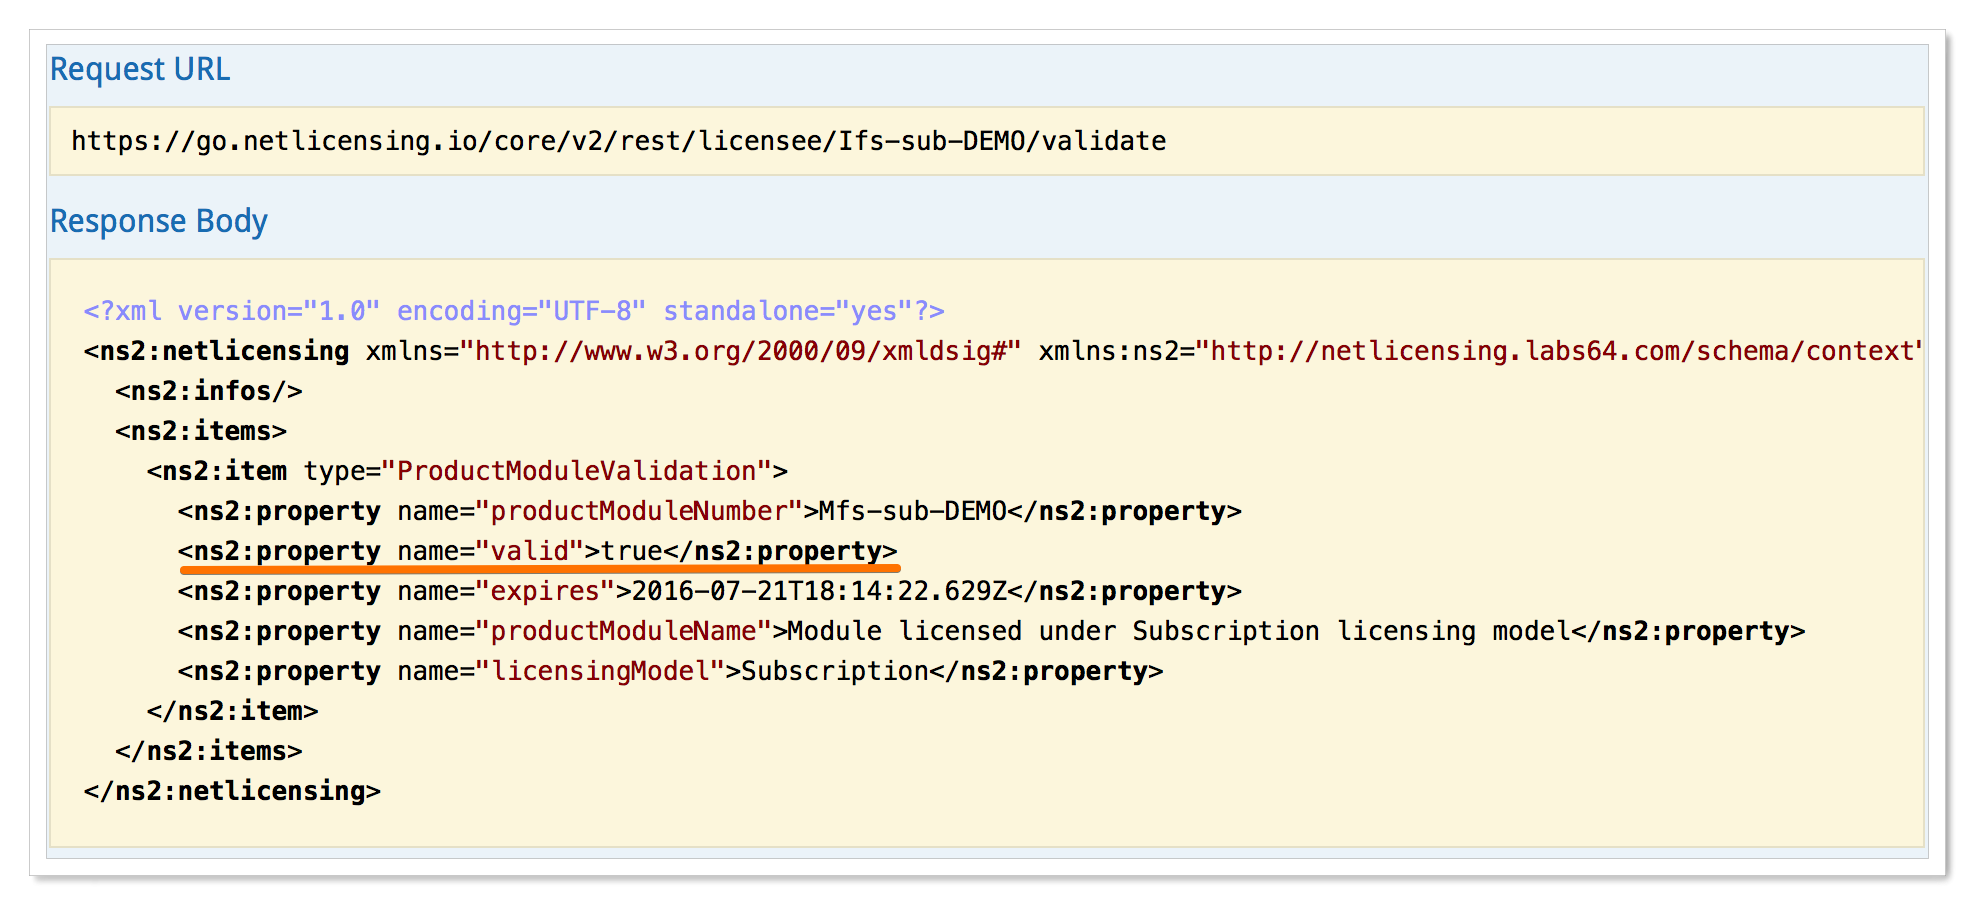 Request URL
https://go.netlicensing.io/core/v2/rest/licensee/Ifs-sub-DEMO/validate
Response Body
<?xml version="1.0" encoding="UTF-8" standalone="yes"?>
<ns2:netlicensing xmlns="http://www.w3.org/2000/09/xmldsig#" xmlns:ns2="http://netlicensing.labs64.com/schema/context"
<ns2:infos/>
<ns2:items>
<ns2:item type="ProductModuleValidation">
<ns2:property name="productModuleNumber">Mfs-sub-DEMO</ns2:property>
<ns2:property name="valid">true</ns2:property>
<ns2:property name="expires">2016-07-21T18:14:22.629Z</ns2:property>
<ns2:property name="productModuleName">Module licensed under Subscription licensing model</ns2:property>
<ns2:property name="licensingModel">Subscription</ns2:property>
</ns2:item>
</ns2:items>
</ns2:netlicensing>